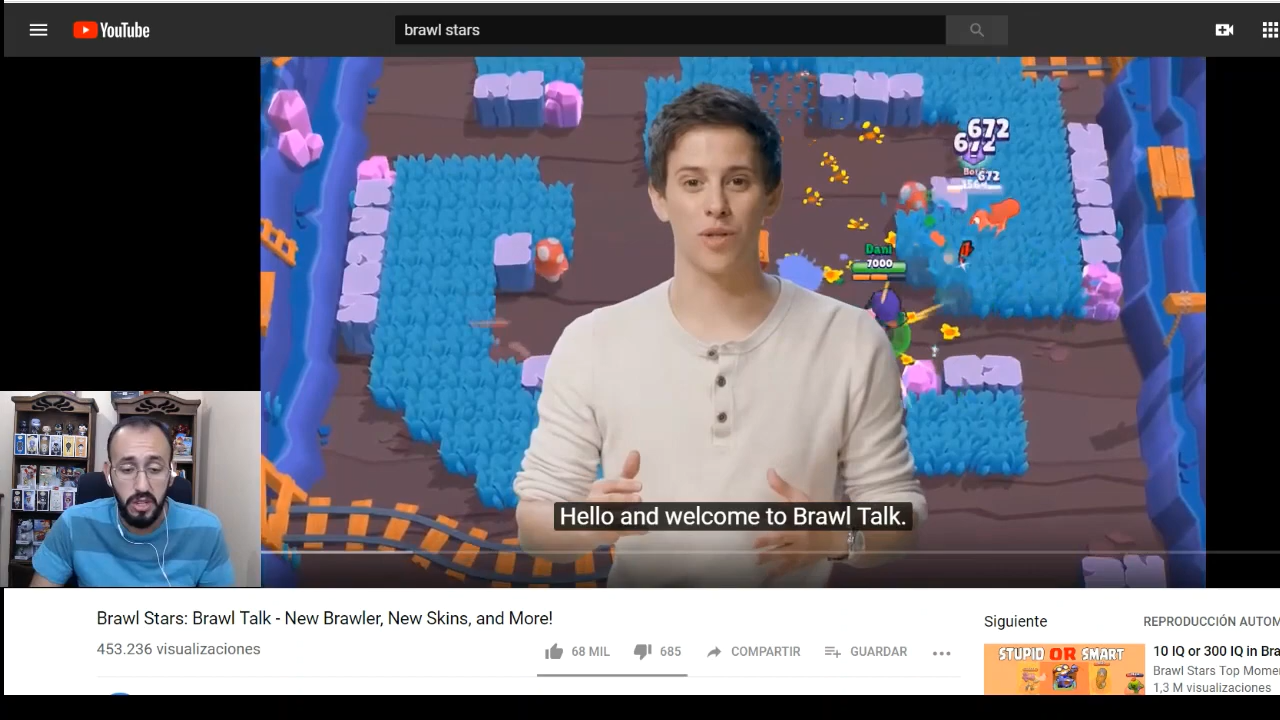 YouTube
brawl stars
672
672
672
Dani
7000
Hello and welcome to Brawl Talk.
Brawl Stars: Brawl Talk - New Brawler, New Skins, and More!
453.236 visualizaciones
68 MIL
685
COMPARTIR
GUARDAR
Siguiente
REPRODUCCIÓN AUTOM
STUPID OR SMART
10 IQ or 300 IQ in Bra
Brawl Stars Top Mome
1,3 M visualizaciones